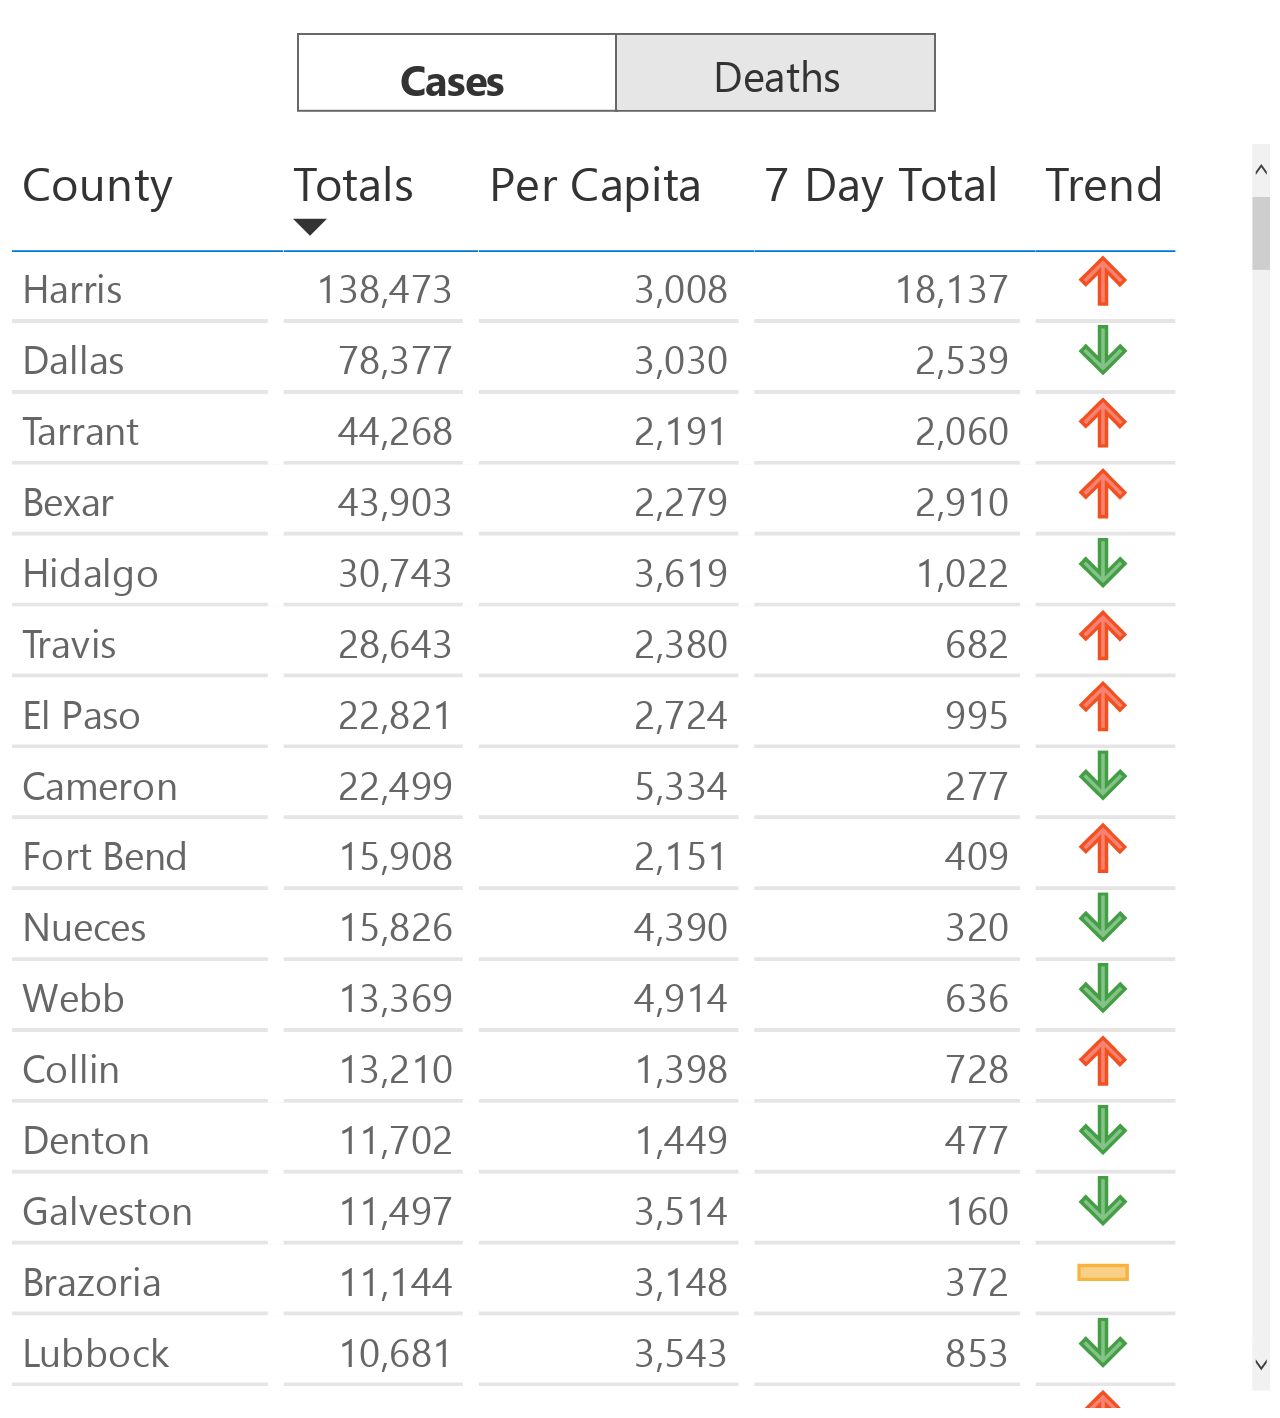 Cases Deaths
County Totals Per Capita 7 Day Total Trend
Harris 138,473 3,008 18,137
Dallas 78,377 3,030 2,539
Tarrant 44,268 2,191 2,060
Bexar 43,903 2,279 2,910
Hidalgo 30,743 3,619 1,022
Travis 28,643 2,380 682
El Paso 22,821 2,724 995
Cameron 22,499 5,334 277
Fort Bend 15,908 2,151 409
Nueces 15,826 4,390 320
Webb 13,369 4,914 636
Collin 13,210 1,398 728
Denton 11,702 1,449 477
Galveston 11,497 3,514 160
Brazoria 11,144 3,148 372
Lubbock 10,681 3,543 853